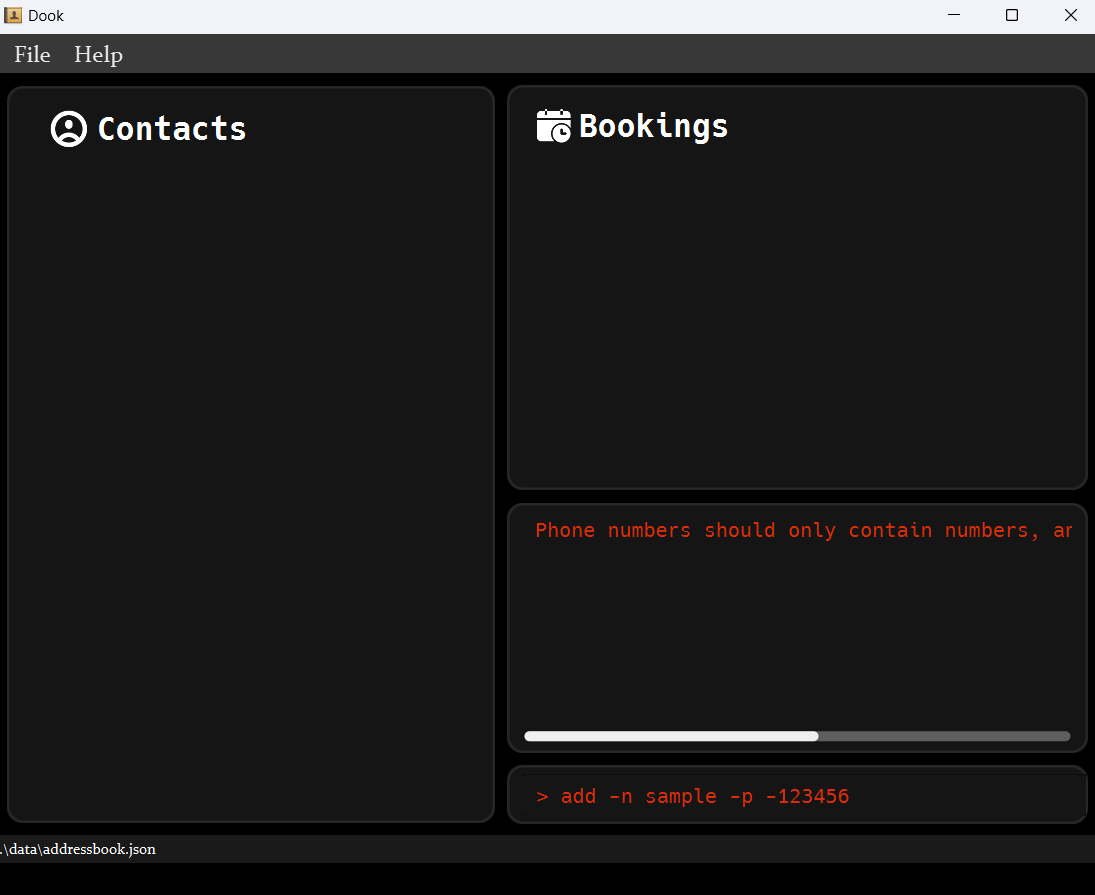 Dook
File Help
Contacts
Bookings
Phone numbers should only contain numbers, ar
> add -n sample -p -123456
.\data\addressbook.json